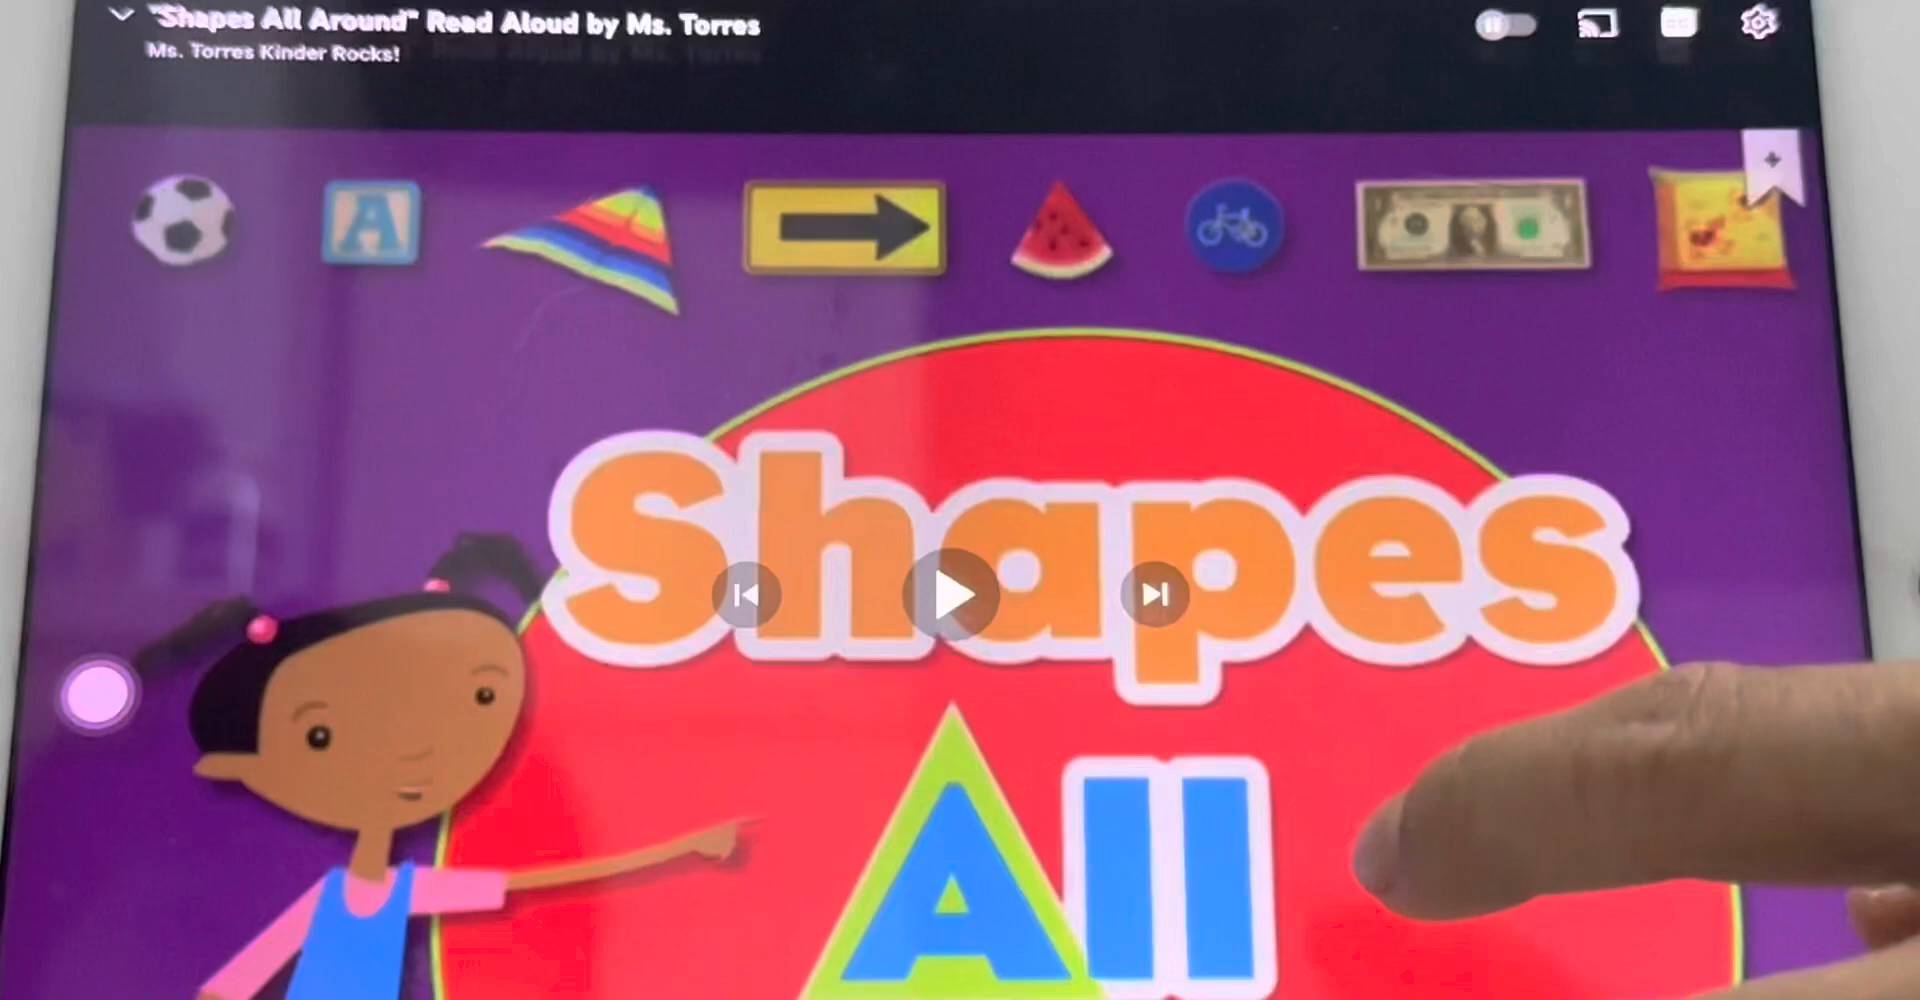 "Shapes All Around" Read Aloud by Ms. Torres
Ms. Torres Kinder Rocks!
A
Shapes
All